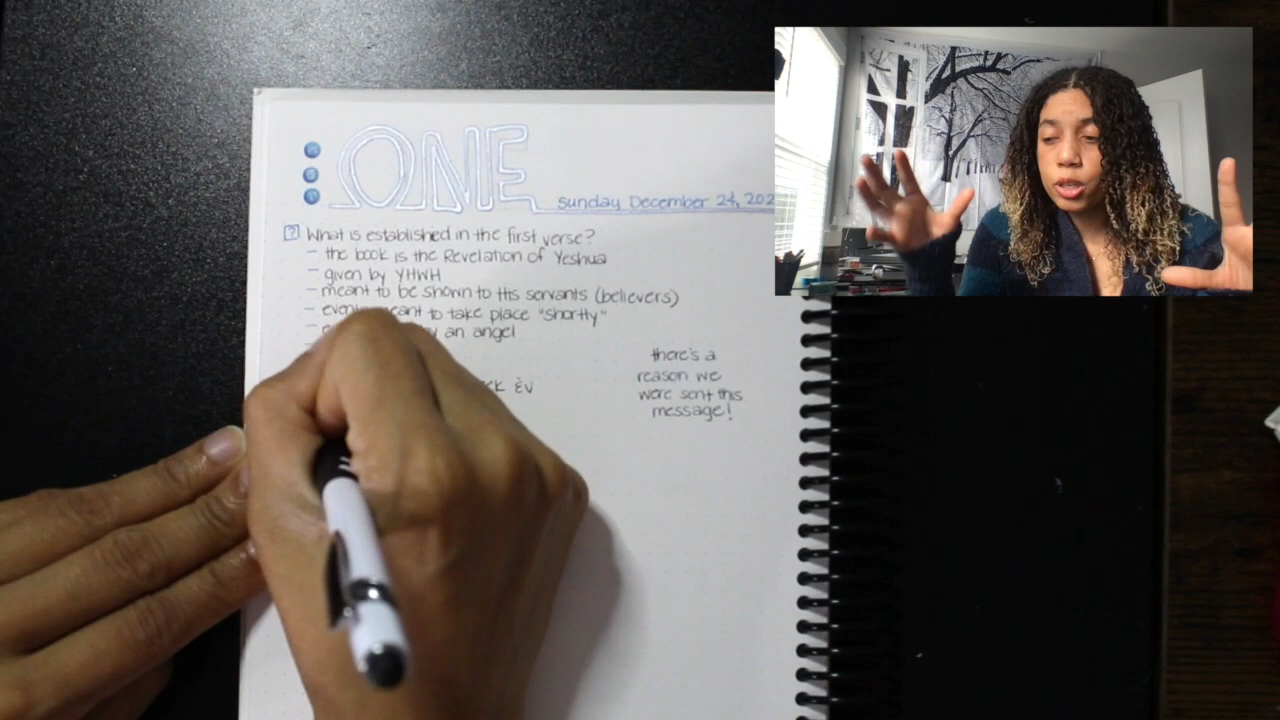 ONE
Sunday December 24, 202
? What is established in the first verse?
- the book is the Revelation of Yeshua
- given by YHWH
- meant to be shown to His servants (believers)
- meant to take place "shortly"
- an angel
ἐν
there's a
reason we
were sent this
message!